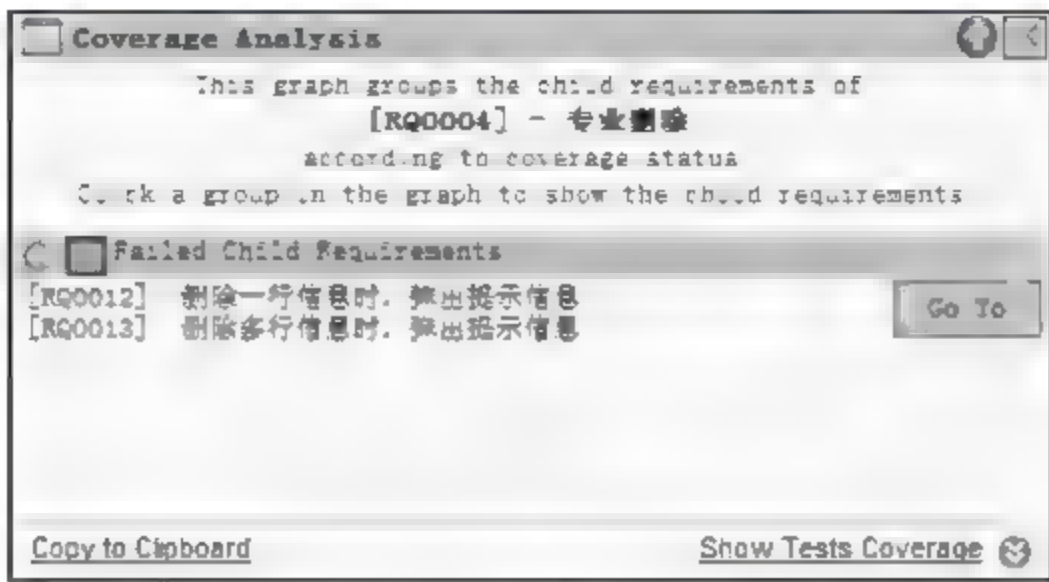 Coverage Analysis
This graph groups the child requirements of
[RQ0004] - 专业删除
according to coverage status
Click a group in the graph to show the child requirements
Failed Child Requirements
[RQ0012] 删除一行信息时，弹出提示信息
[RQ0013] 删除多行信息时，弹出提示信息
Go To
Copy to Clipboard
Show Tests Coverage